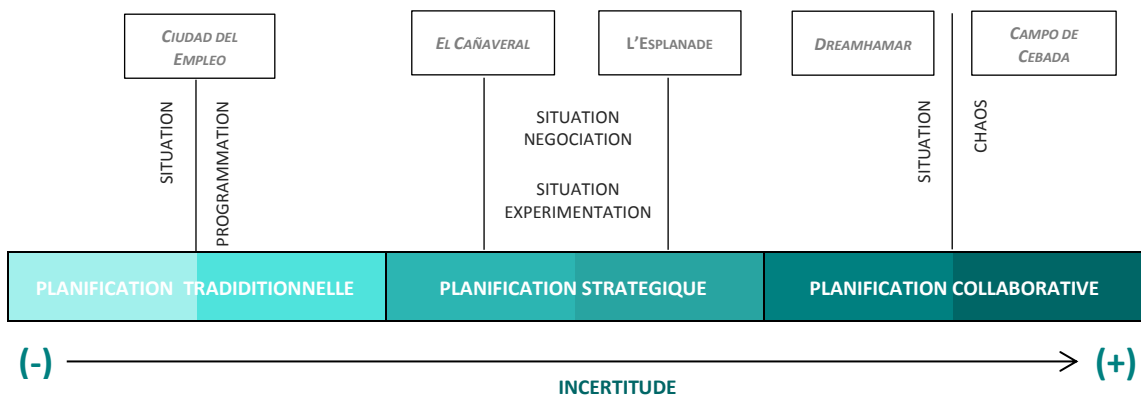 CIUDAD DEL
EMPLEO
EL CAÑAVERAL
L'ESPLANADE
DREAMHAMAR
CAMPO DE
CEBADA
SITUATION
PROGRAMMATION
SITUATION
NEGOCIATION
SITUATION
EXPERIMENTATION
SITUATION
CHAOS
PLANIFICATION TRADIDITIONNELLE
PLANIFICATION STRATEGIQUE
PLANIFICATION COLLABORATIVE
(-)
(+)
INCERTITUDE